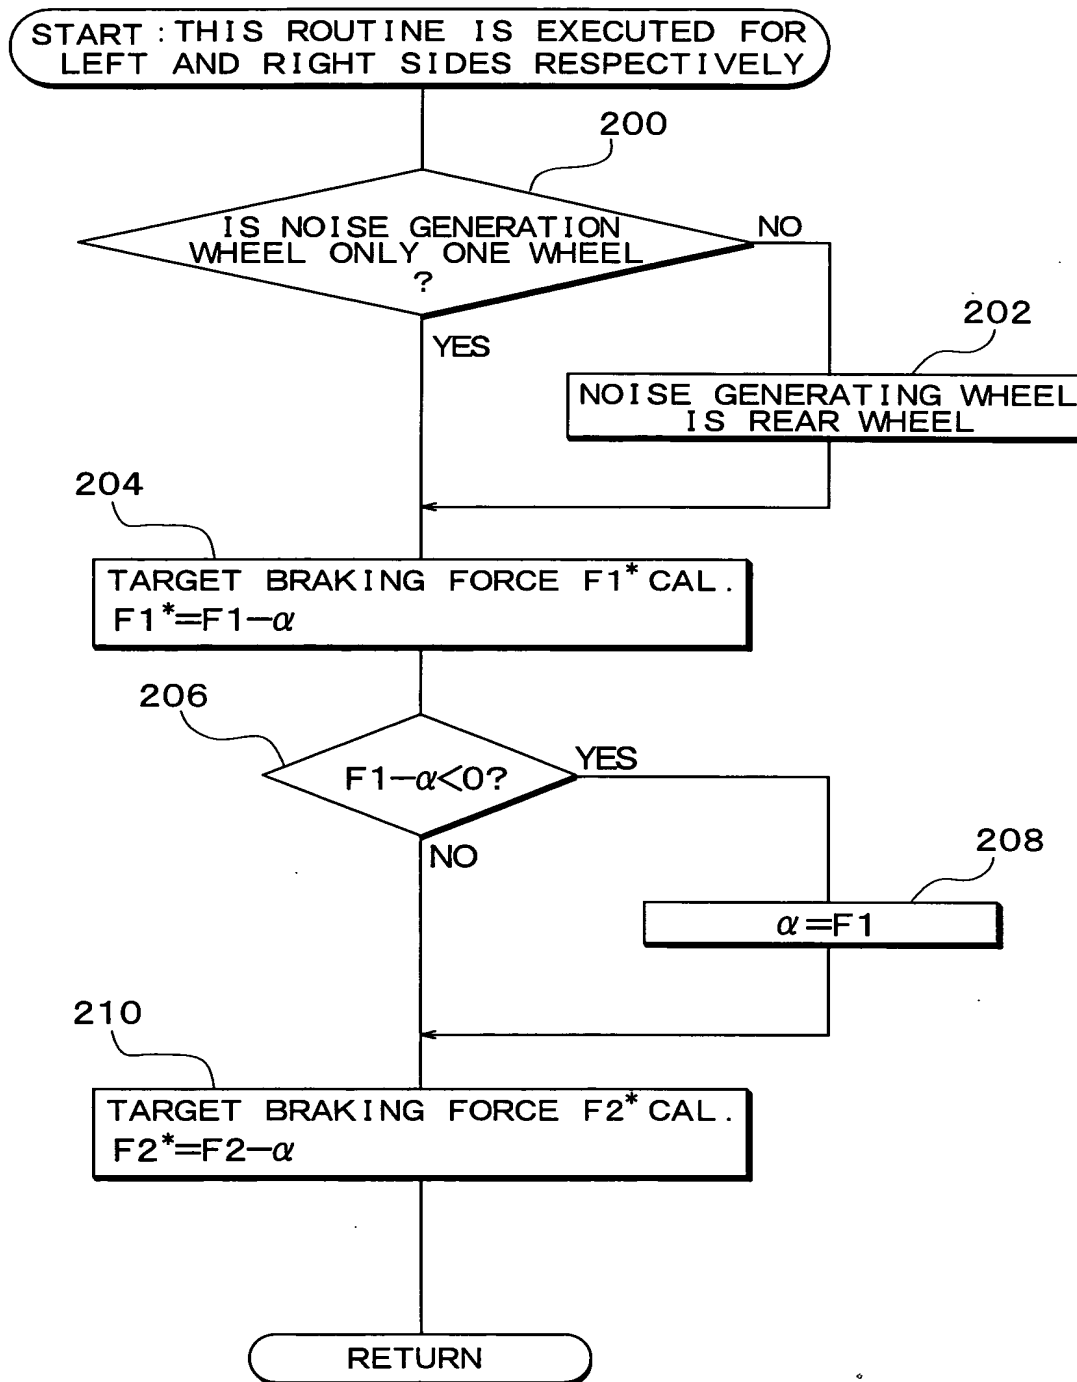 START : THIS ROUTINE IS EXECUTED FOR
LEFT AND RIGHT SIDES RESPECTIVELY
200
IS NOISE GENERATION
WHEEL ONLY ONE WHEEL
?
NO
YES
202
NOISE GENERATING WHEEL
IS REAR WHEEL
204
TARGET BRAKING FORCE F1* CAL.
F1*=F1-α
206
F1-α<0?
YES
NO
208
α=F1
210
TARGET BRAKING FORCE F2* CAL.
F2*=F2-α
RETURN